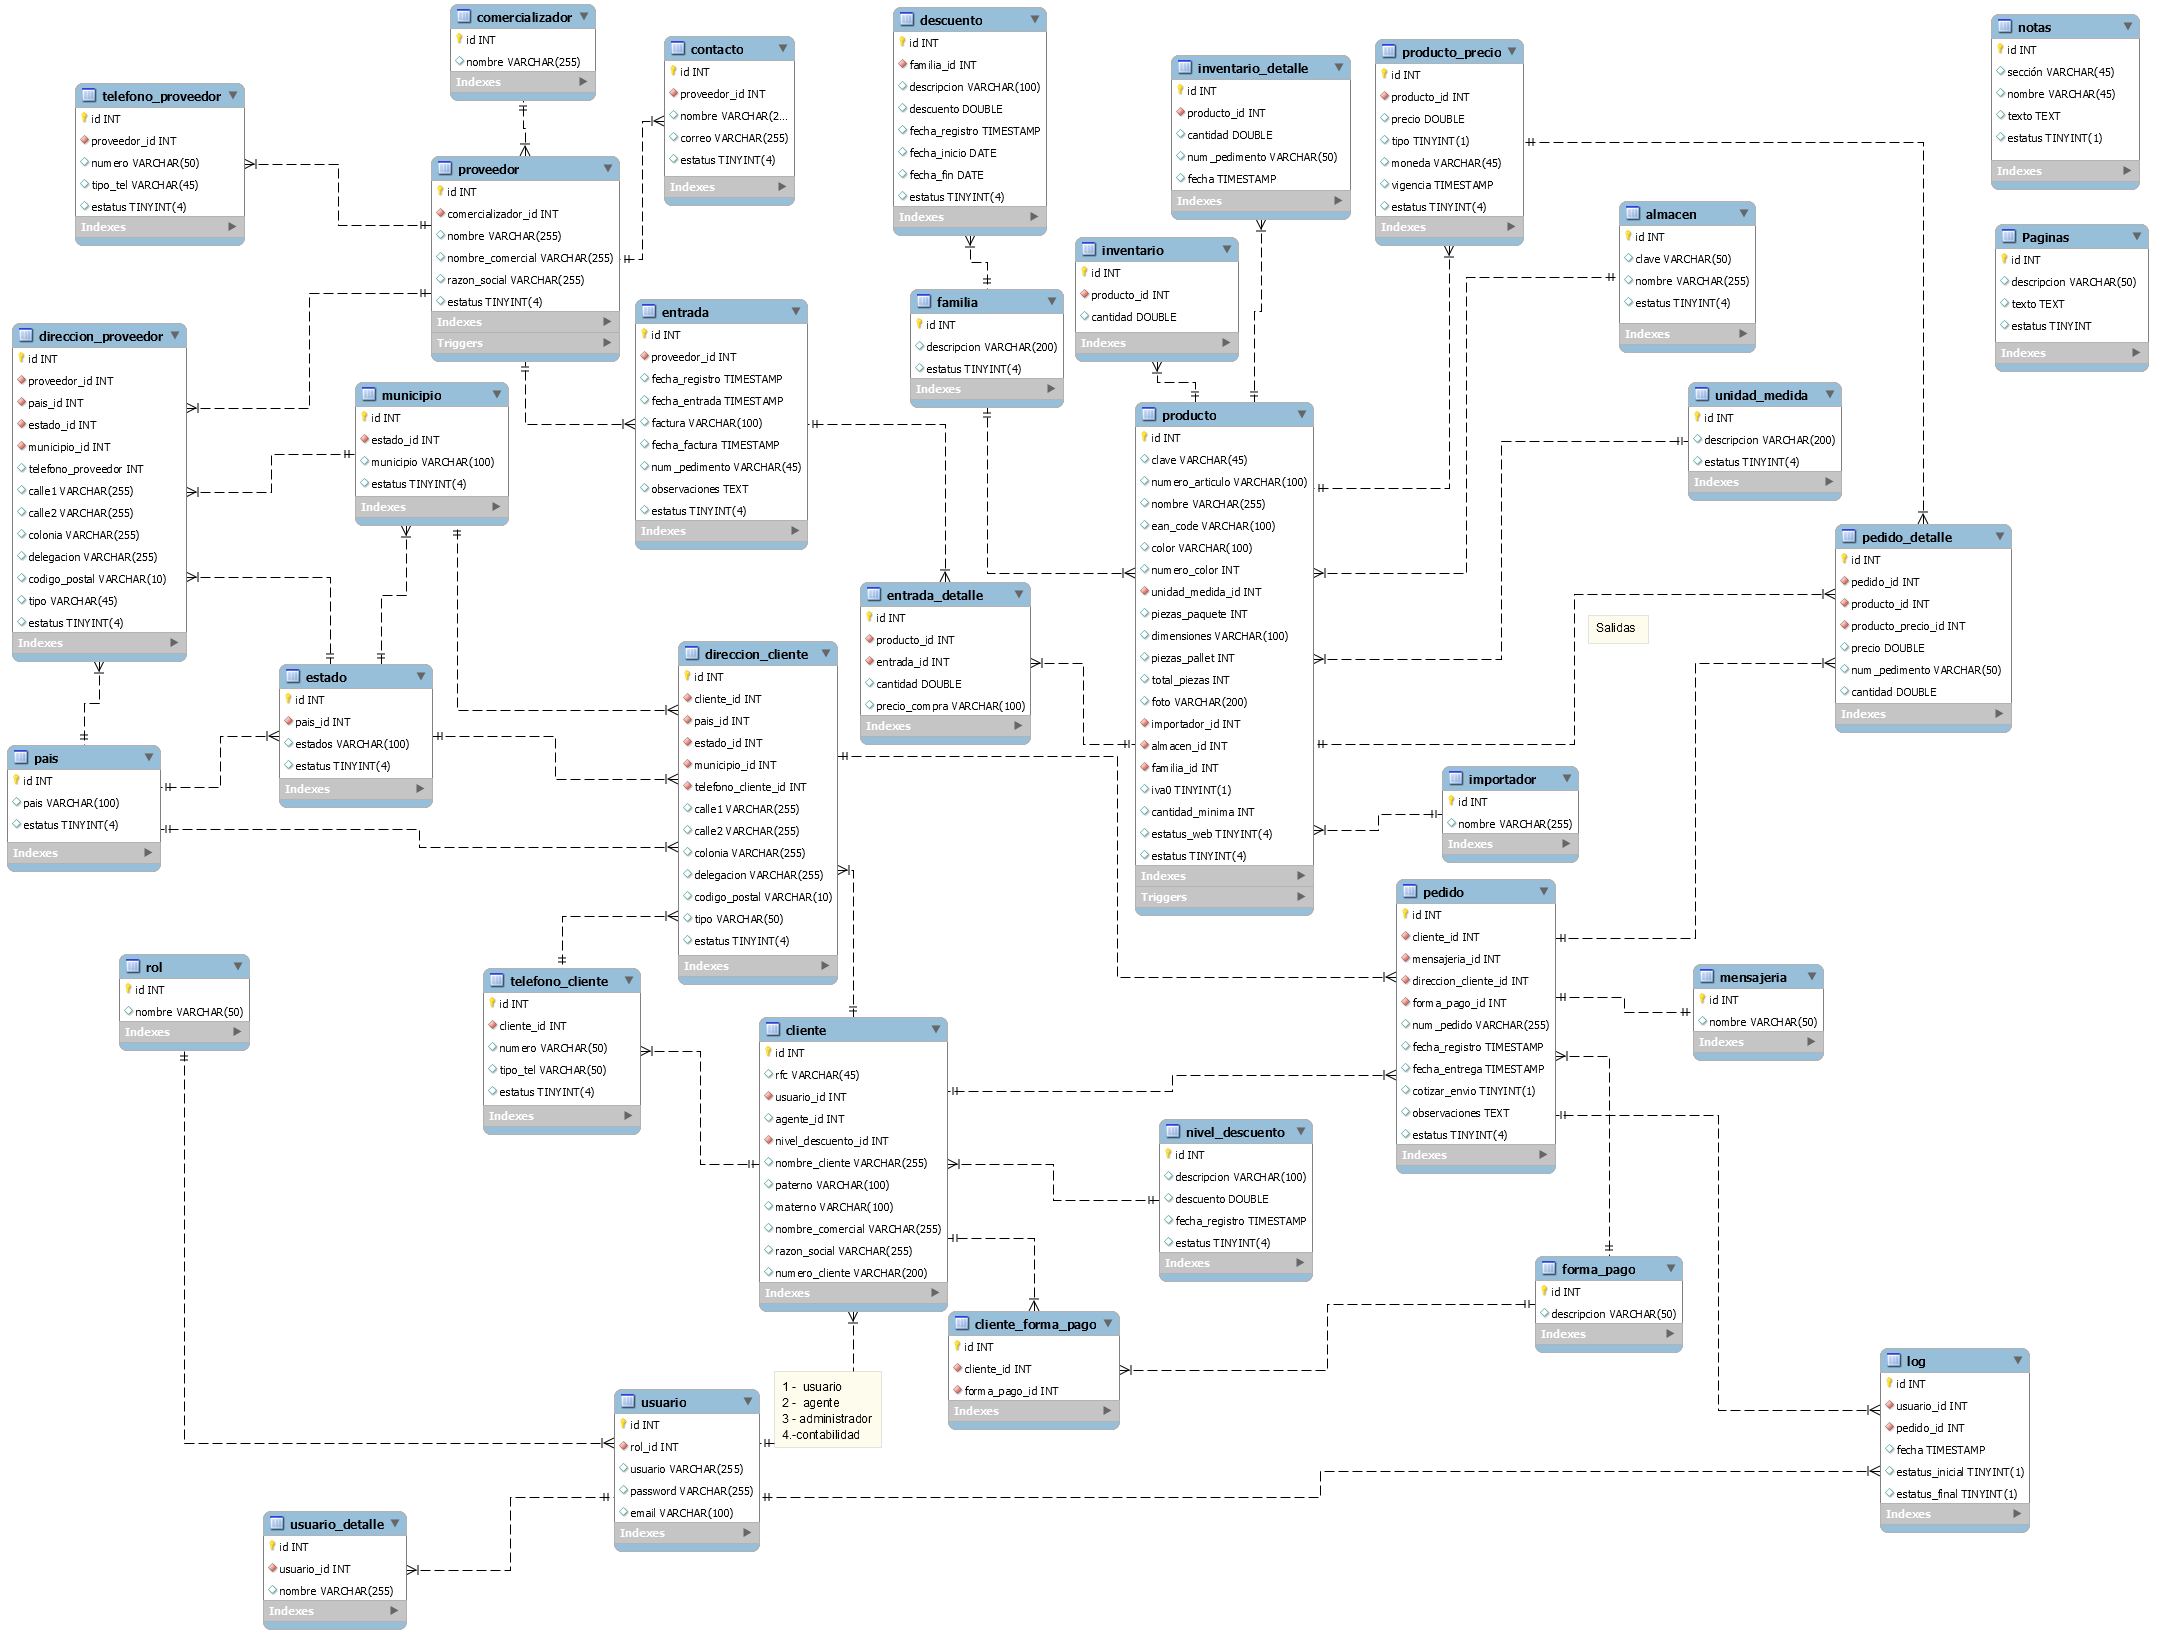 comercializador
id INT
nombre VARCHAR(255)
Indexes
contacto
id INT
proveedor_id INT
nombre VARCHAR(2...
correo VARCHAR(255)
estatus TINYINT(4)
Indexes
descuento
id INT
familia_id INT
descripcion VARCHAR(100)
descuento DOUBLE
fecha_registro TIMESTAMP
fecha_inicio DATE
fecha_fin DATE
estatus TINYINT(4)
Indexes
inventario_detalle
id INT
producto_id INT
cantidad DOUBLE
num_pedimento VARCHAR(50)
fecha TIMESTAMP
Indexes
producto_precio
id INT
producto_id INT
precio DOUBLE
tipo TINYINT(1)
moneda VARCHAR(45)
vigencia TIMESTAMP
estatus TINYINT(4)
Indexes
notas
id INT
sección VARCHAR(45)
nombre VARCHAR(45)
texto TEXT
estatus TINYINT(1)
Indexes
telefono_proveedor
id INT
proveedor_id INT
numero VARCHAR(50)
tipo_tel VARCHAR(45)
estatus TINYINT(4)
Indexes
proveedor
id INT
comercializador_id INT
nombre VARCHAR(255)
nombre_comercial VARCHAR(255)
razon_social VARCHAR(255)
estatus TINYINT(4)
Indexes
Triggers
almacen
id INT
clave VARCHAR(50)
nombre VARCHAR(255)
estatus TINYINT(4)
Indexes
Paginas
id INT
descripcion VARCHAR(50)
texto TEXT
estatus TINYINT
Indexes
inventario
id INT
producto_id INT
cantidad DOUBLE
Indexes
familia
id INT
descripcion VARCHAR(200)
estatus TINYINT(4)
Indexes
entrada
id INT
proveedor_id INT
fecha_registro TIMESTAMP
fecha_entrada TIMESTAMP
factura VARCHAR(100)
fecha_factura TIMESTAMP
num_pedimento VARCHAR(45)
observaciones TEXT
estatus TINYINT(4)
Indexes
direccion_proveedor
id INT
proveedor_id INT
pais_id INT
estado_id INT
municipio_id INT
telefono_proveedor INT
calle1 VARCHAR(255)
calle2 VARCHAR(255)
colonia VARCHAR(255)
delegacion VARCHAR(255)
codigo_postal VARCHAR(10)
tipo VARCHAR(45)
estatus TINYINT(4)
Indexes
municipio
id INT
estado_id INT
municipio VARCHAR(100)
estatus TINYINT(4)
Indexes
producto
id INT
clave VARCHAR(45)
numero_articulo VARCHAR(100)
nombre VARCHAR(255)
ean_code VARCHAR(100)
color VARCHAR(100)
numero_color INT
unidad_medida_id INT
piezas_paquete INT
dimensiones VARCHAR(100)
piezas_pallet INT
total_piezas INT
foto VARCHAR(200)
importador_id INT
almacen_id INT
familia_id INT
iva0 TINYINT(1)
cantidad_minima INT
estatus_web TINYINT(4)
estatus TINYINT(4)
Indexes
Triggers
unidad_medida
id INT
descripcion VARCHAR(200)
estatus TINYINT(4)
Indexes
pedido_detalle
id INT
pedido_id INT
producto_id INT
producto_precio_id INT
precio DOUBLE
num_pedimento VARCHAR(50)
cantidad DOUBLE
Indexes
Salidas
entrada_detalle
id INT
producto_id INT
entrada_id INT
cantidad DOUBLE
precio_compra VARCHAR(100)
Indexes
direccion_cliente
id INT
cliente_id INT
pais_id INT
estado_id INT
municipio_id INT
telefono_cliente_id INT
calle1 VARCHAR(255)
calle2 VARCHAR(255)
colonia VARCHAR(255)
delegacion VARCHAR(255)
codigo_postal VARCHAR(10)
tipo VARCHAR(50)
estatus TINYINT(4)
Indexes
estado
id INT
pais_id INT
estados VARCHAR(100)
estatus TINYINT(4)
Indexes
pais
id INT
pais VARCHAR(100)
estatus TINYINT(4)
Indexes
importador
id INT
nombre VARCHAR(255)
Indexes
pedido
id INT
cliente_id INT
mensajeria_id INT
direccion_cliente_id INT
forma_pago_id INT
num_pedido VARCHAR(255)
fecha_registro TIMESTAMP
fecha_entrega TIMESTAMP
cotizar_envio TINYINT(1)
observaciones TEXT
estatus TINYINT(4)
Indexes
mensajeria
id INT
nombre VARCHAR(50)
Indexes
rol
id INT
nombre VARCHAR(50)
Indexes
telefono_cliente
id INT
cliente_id INT
numero VARCHAR(50)
tipo_tel VARCHAR(50)
estatus TINYINT(4)
Indexes
cliente
id INT
rfc VARCHAR(45)
usuario_id INT
agente_id INT
nivel_descuento_id INT
nombre_cliente VARCHAR(255)
paterno VARCHAR(100)
materno VARCHAR(100)
nombre_comercial VARCHAR(255)
razon_social VARCHAR(255)
numero_cliente VARCHAR(200)
Indexes
nivel_descuento
id INT
descripcion VARCHAR(100)
descuento DOUBLE
fecha_registro TIMESTAMP
estatus TINYINT(4)
Indexes
forma_pago
id INT
descripcion VARCHAR(50)
Indexes
cliente_forma_pago
id INT
cliente_id INT
forma_pago_id INT
Indexes
log
id INT
usuario_id INT
pedido_id INT
fecha TIMESTAMP
estatus_inicial TINYINT(1)
estatus_final TINYINT(1)
Indexes
1 - usuario
2 - agente
3 - administrador
4.-contabilidad
usuario
id INT
rol_id INT
usuario VARCHAR(255)
password VARCHAR(255)
email VARCHAR(100)
Indexes
usuario_detalle
id INT
usuario_id INT
nombre VARCHAR(255)
Indexes